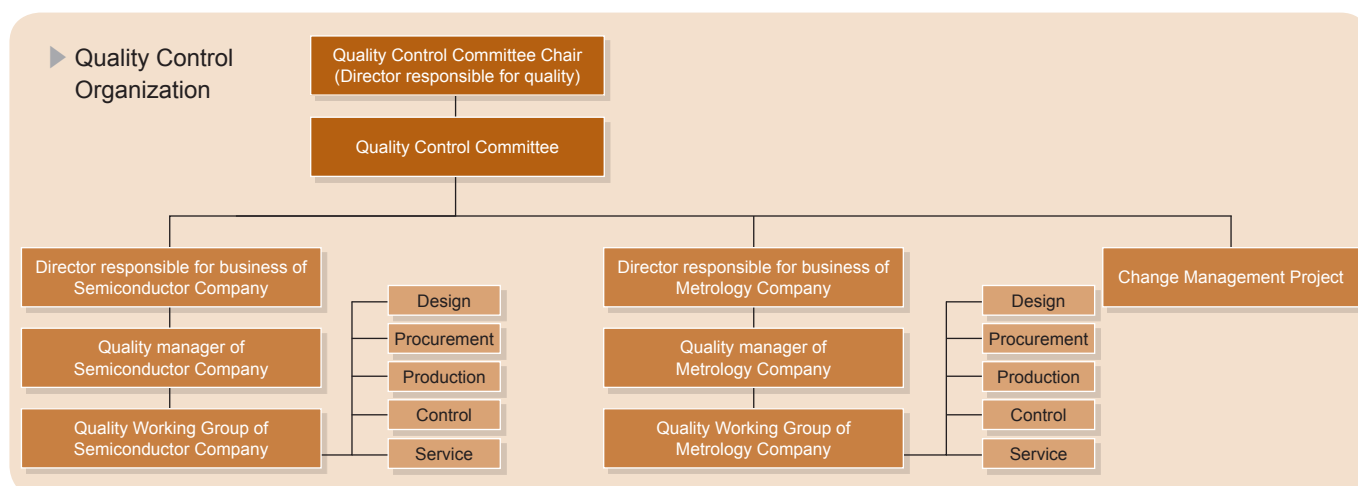 Quality Control
Organization
Quality Control Committee Chair
(Director responsible for quality)
Quality Control Committee
Director responsible for business of
Semiconductor Company
Quality manager of
Semiconductor Company
Quality Working Group of
Semiconductor Company
Design
Procurement
Production
Control
Service
Director responsible for business of
Metrology Company
Quality manager of
Metrology Company
Quality Working Group of
Metrology Company
Design
Procurement
Production
Control
Service
Change Management Project